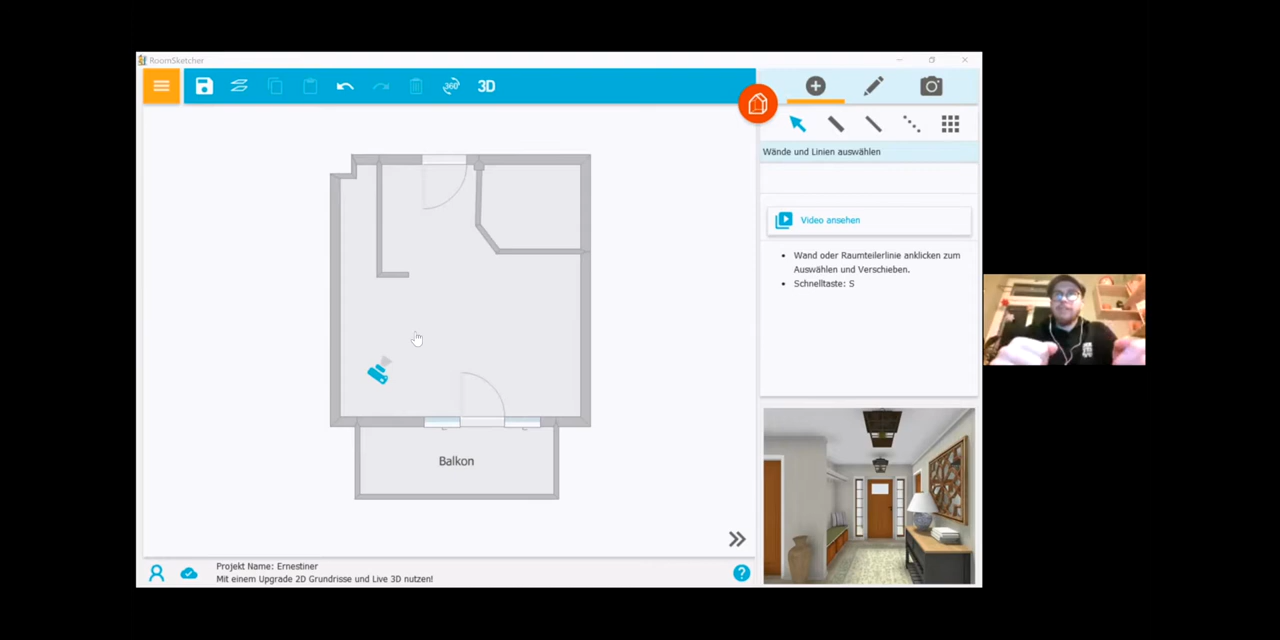 RoomSketcher
360
3D
Wände und Linien auswählen
Video ansehen
Wand oder Raumteilerlinie anklicken zum
Auswählen und Verschieben.
Schnelltaste: S
Balkon
Projekt Name: Ernestiner
Mit einem Upgrade 2D Grundrisse und Live 3D nutzen!
?